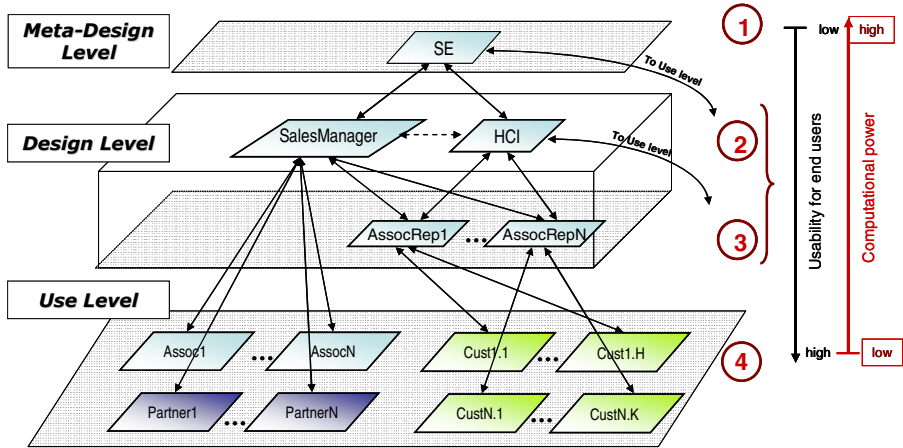 Meta-Design
Level
SE
1
low
high
To Use level
Design Level
SalesManager
HCI
2
To Use level
AssocRep1
...
AssocRepN
3
Usability for end users
Computational power
Use Level
Assoc1
...
AssocN
Cust1.1
...
Cust1.H
4
high
low
Partner1
...
PartnerN
CustN.1
...
CustN.K